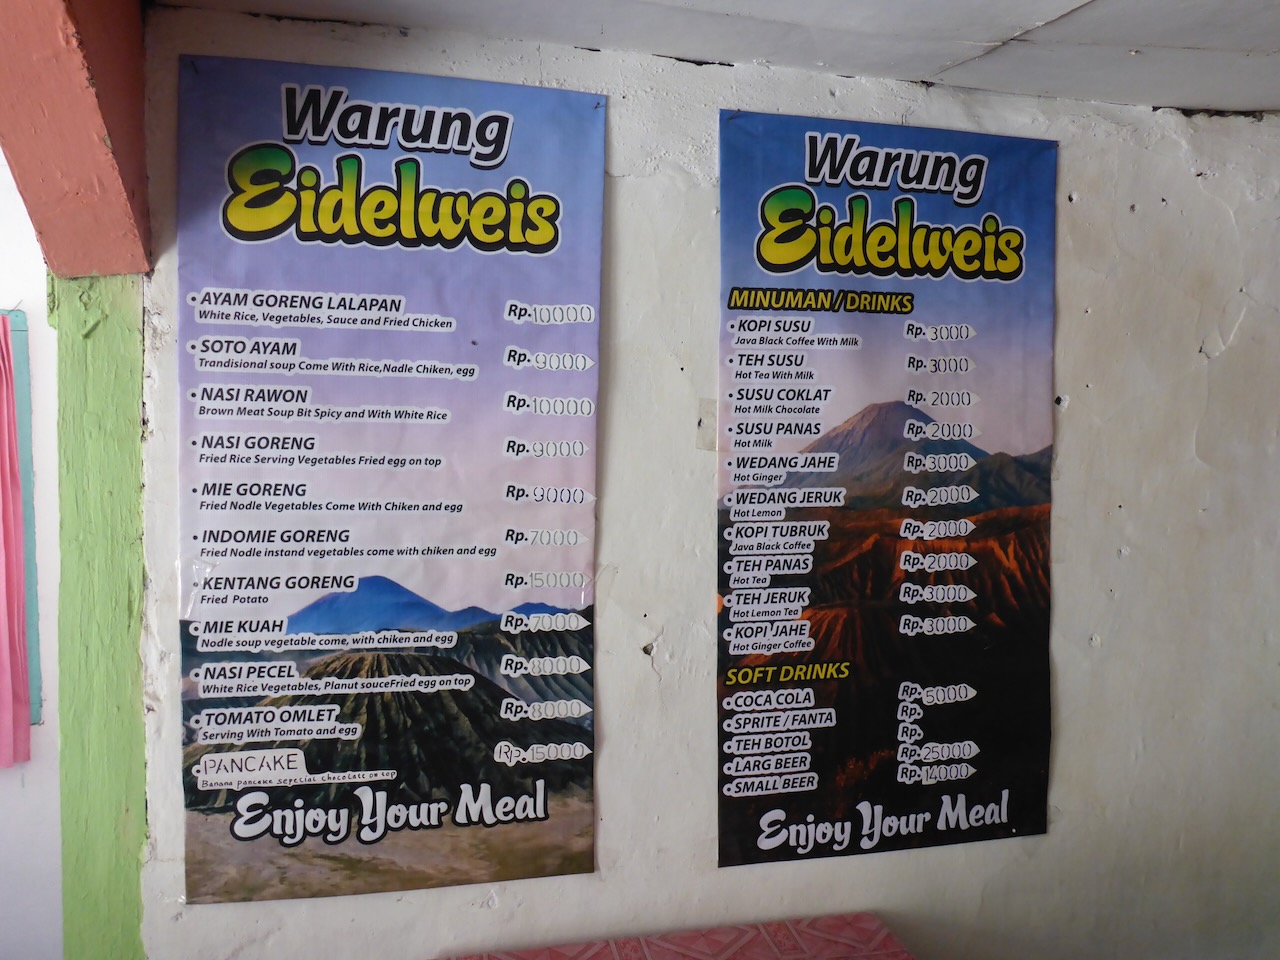 Warung
Eidelweis
• AYAM GORENG LALAPAN Rp.10000
White Rice, Vegetables, Sauce and Fried Chicken
• SOTO AYAM Rp.9000
Trandisional soup Come With Rice,Nadle Chiken, egg
• NASI RAWON Rp.10000
Brown Meat Soup Bit Spicy and With White Rice
• NASI GORENG Rp.9000
Fried Rice Serving Vegetables Fried egg on top
• MIE GORENG Rp.9000
Fried Nodle Vegetables Come With Chiken and egg
• INDOMIE GORENG Rp.7000
Fried Nodle instand vegetables come with chiken and egg
• KENTANG GORENG Rp.15000
Fried Potato
• MIE KUAH Rp.7000
Nodle soup vegetable come, with chiken and egg
• NASI PECEL Rp.8000
White Rice Vegetables, Planut souceFried egg on top
• TOMATO OMLET Rp.8000
Serving With Tomato and egg
• PANCAKE Rp.15000
Banana pancake sepecial chocolate on top
Enjoy Your Meal
Warung
Eidelweis
MINUMAN / DRINKS
• KOPI SUSU Rp.3000
Java Black Coffee With Milk
• TEH SUSU Rp.3000
Hot Tea With Milk
• SUSU COKLAT Rp.2000
Hot Milk Chocolate
• SUSU PANAS Rp.2000
Hot Milk
• WEDANG JAHE Rp.3000
Hot Ginger
• WEDANG JERUK Rp.2000
Hot Lemon
• KOPI TUBRUK Rp.2000
Java Black Coffee
• TEH PANAS Rp.2000
Hot Tea
• TEH JERUK Rp.3000
Hot Lemon Tea
• KOPI JAHE Rp.3000
Hot Ginger Coffee
SOFT DRINKS
• COCA COLA Rp.5000
• SPRITE / FANTA Rp.
• TEH BOTOL Rp.
• LARG BEER Rp.25000
• SMALL BEER Rp.14000
Enjoy Your Meal